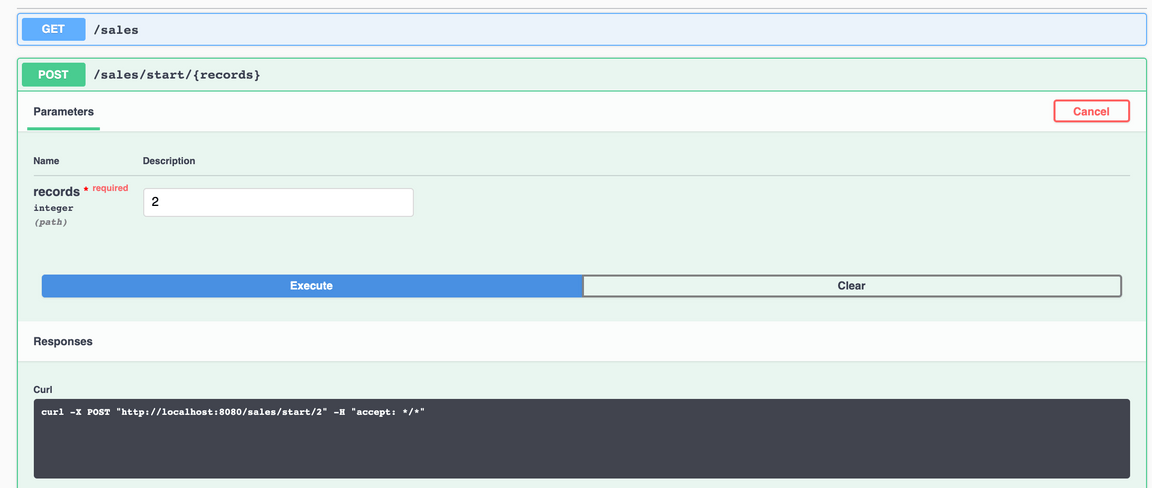 GET /sales
POST /sales/start/{records}
Parameters
Cancel
Name Description
records * required
2
integer
(path)
Execute Clear
Responses
Curl
curl -X POST "http://localhost:8080/sales/start/2" -H "accept: */*"